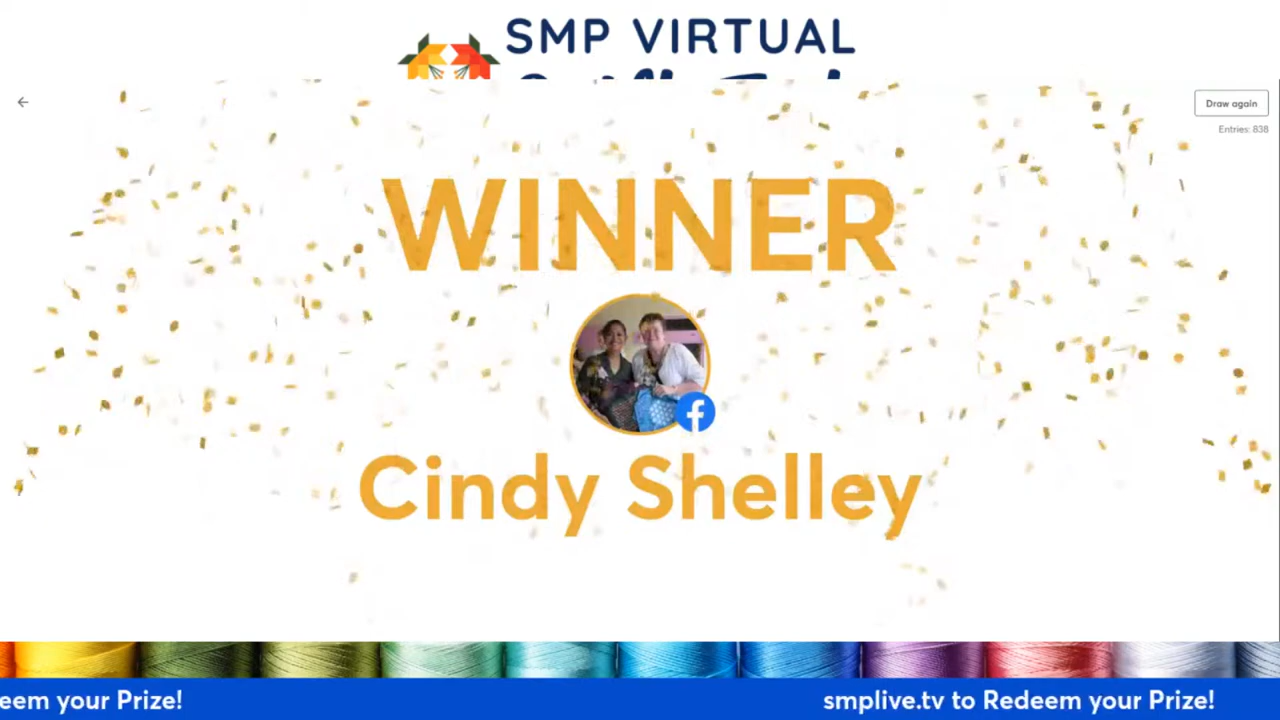 SMP VIRTUAL
Draw again
Entries: 838
WINNER
Cindy Shelley
eem your Prize! smplive.tv to Redeem your Prize!